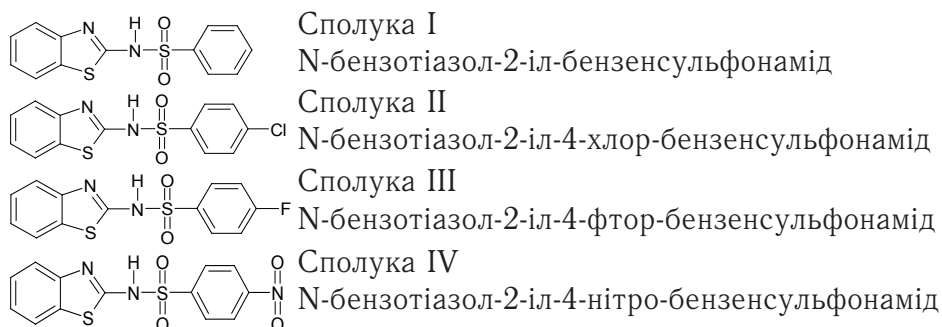 Сполука I
N-бензотіазол-2-іл-бензенсульфонамід
Сполука II
N-бензотіазол-2-іл-4-хлор-бензенсульфонамід
Сполука III
N-бензотіазол-2-іл-4-фтор-бензенсульфонамід
Сполука IV
N-бензотіазол-2-іл-4-нітро-бензенсульфонамід